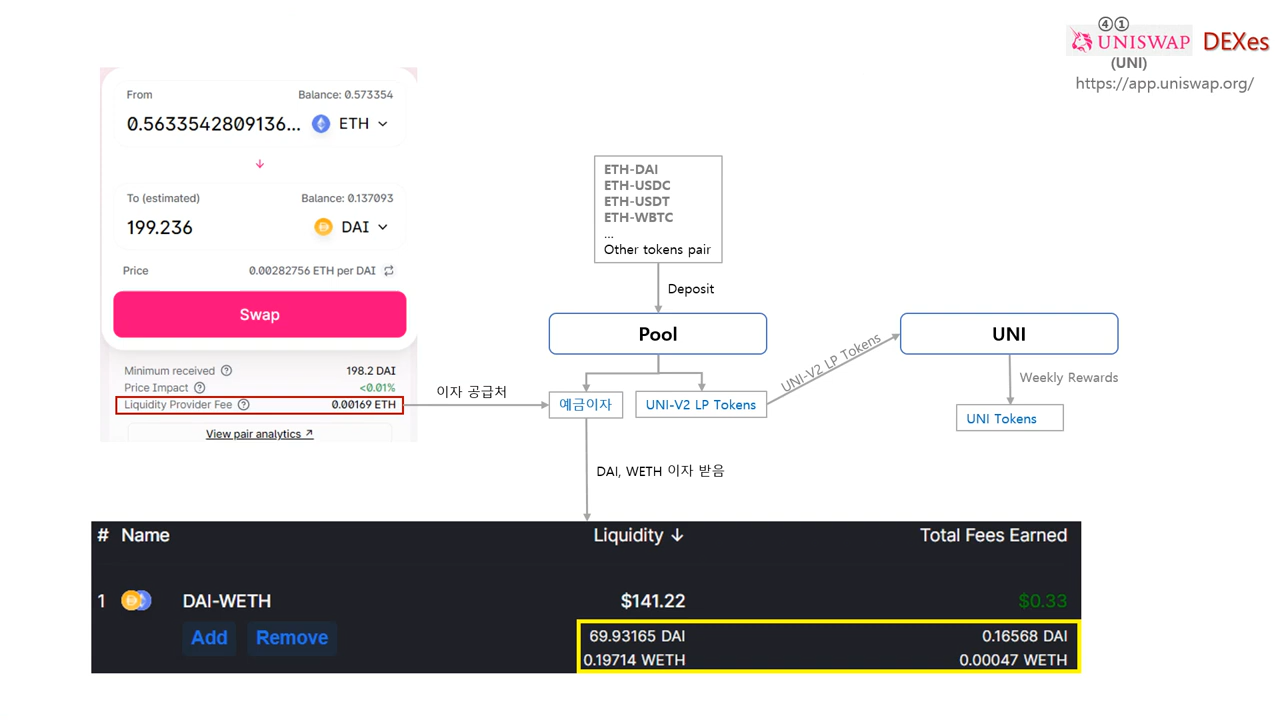 ④①
UNISWAP DEXes
(UNI)
https://app.uniswap.org/
From Balance: 0.573354
0.5633542809136... ETH
To (estimated) Balance: 0.137093
199.236 DAI
Price 0.00282756 ETH per DAI
Swap
Minimum received 198.2 DAI
Price Impact <0.01%
Liquidity Provider Fee 0.00169 ETH
View pair analytics ↗
이자 공급처
ETH-DAI
ETH-USDC
ETH-USDT
ETH-WBTC
...
Other tokens pair
Deposit
Pool
예금이자
UNI-V2 LP Tokens
UNI-V2 LP Tokens
UNI
Weekly Rewards
UNI Tokens
DAI, WETH 이자 받음
# Name Liquidity ↓ Total Fees Earned
1 DAI-WETH $141.22 $0.33
Add Remove
69.93165 DAI 0.16568 DAI
0.19714 WETH 0.00047 WETH